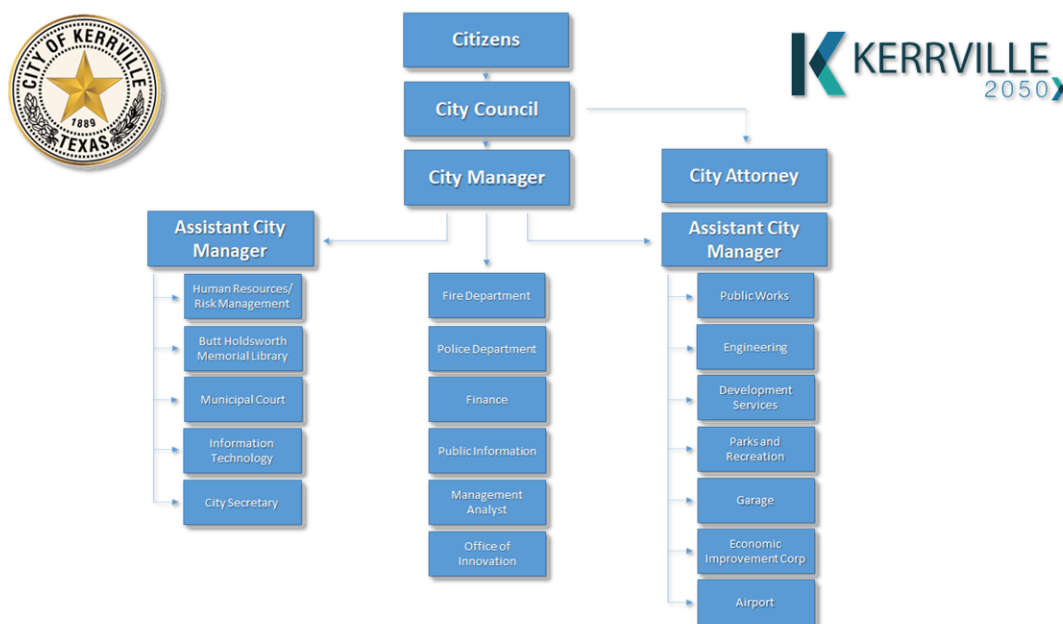 CITY OF KERRVILLE
1889
TEXAS
KERRVILLE
2050
Citizens
City Council
City Manager
City Attorney
Assistant City
Manager
Human Resources/
Risk Management
Butt Holdsworth
Memorial Library
Municipal Court
Information
Technology
City Secretary
Fire Department
Police Department
Finance
Public Information
Management
Analyst
Office of
Innovation
Assistant City
Manager
Public Works
Engineering
Development
Services
Parks and
Recreation
Garage
Economic
Improvement Corp
Airport